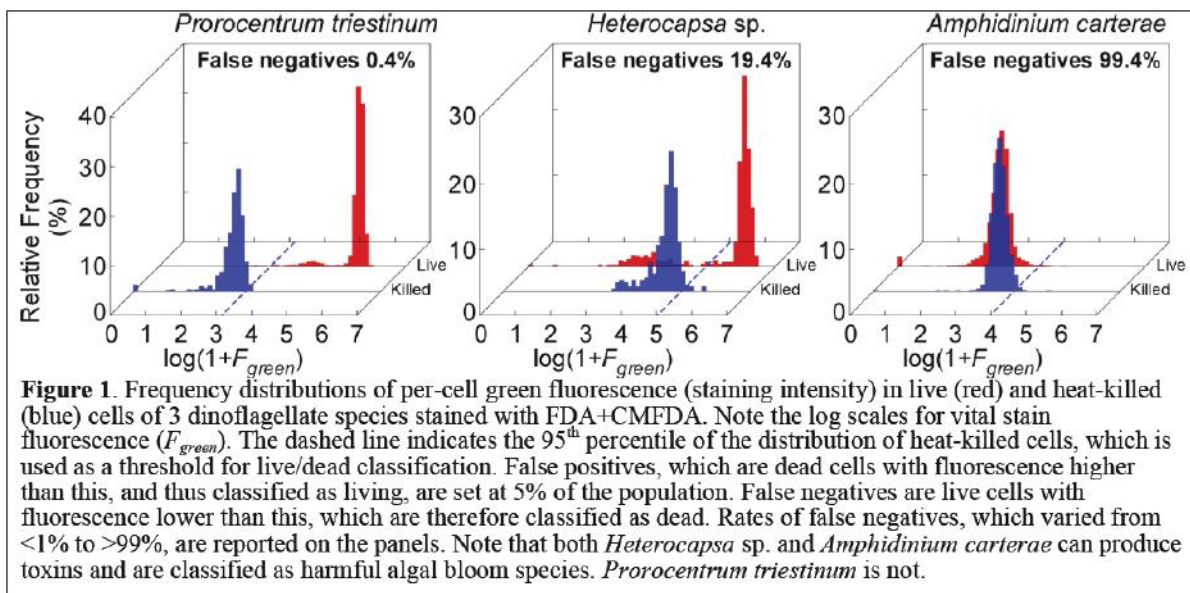 Prorocentrum triestinum
Heterocapsa sp.
Amphidinium carterae
False negatives 0.4%
False negatives 19.4%
False negatives 99.4%
Relative Frequency
(%)
40
30
20
10
0
30
20
10
0
30
20
10
0
Live
Killed
Live
Killed
Live
Killed
0 1 2 3 4 5 6 7
0 1 2 3 4 5 6 7
0 1 2 3 4 5 6 7
log(1+Fgreen)
log(1+Fgreen)
log(1+Fgreen)
Figure 1. Frequency distributions of per-cell green fluorescence (staining intensity) in live (red) and heat-killed
(blue) cells of 3 dinoflagellate species stained with FDA+CMFDA. Note the log scales for vital stain
fluorescence (Fgreen). The dashed line indicates the 95th percentile of the distribution of heat-killed cells, which is
used as a threshold for live/dead classification. False positives, which are dead cells with fluorescence higher
than this, and thus classified as living, are set at 5% of the population. False negatives are live cells with
fluorescence lower than this, which are therefore classified as dead. Rates of false negatives, which varied from
<1% to >99%, are reported on the panels. Note that both Heterocapsa sp. and Amphidinium carterae can produce
toxins and are classified as harmful algal bloom species. Prorocentrum triestinum is not.